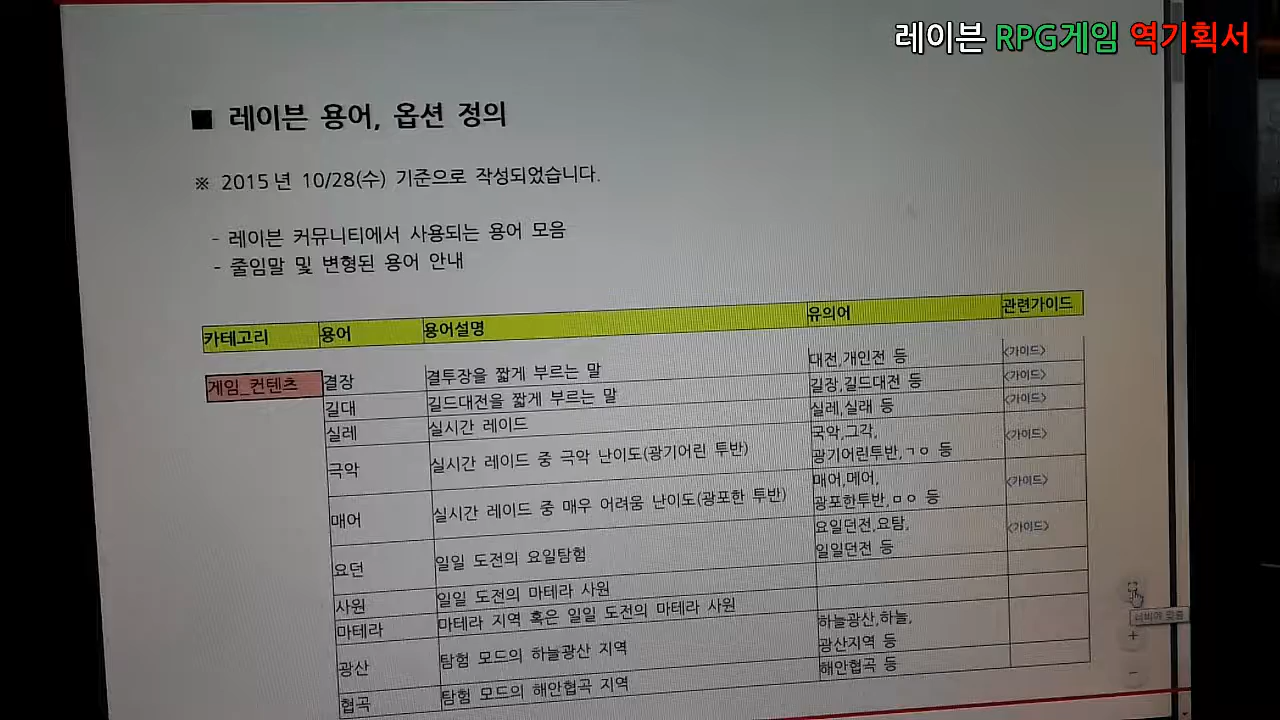 레이븐 RPG게임 역기획서
■ 레이븐 용어, 옵션 정의
※ 2015년 10/28(수) 기준으로 작성되었습니다.
- 레이븐 커뮤니티에서 사용되는 용어 모음
- 줄임말 및 변형된 용어 안내
카테고리 용어 용어설명 유의어 관련가이드
게임_컨텐츠 결장 결투장을 짧게 부르는 말 대전,개인전 등 <가이드>
길대 길드대전을 짧게 부르는 말 길장,길드대전 등 <가이드>
실레 실시간 레이드 실레,실래 등 <가이드>
극악 실시간 레이드 중 극악 난이도(광기어린 투반) 국악,그각, <가이드>
광기어린투반,ㄱㅇ 등
매어 실시간 레이드 중 매우 어려움 난이도(광포한 투반) 매어,메어, <가이드>
광포한투반,ㅁㅇ 등
요던 일일 도전의 요일탐험 요일던전,요탐, <가이드>
일일던전 등
사원 일일 도전의 마테라 사원
마테라 마테라 지역 혹은 일일 도전의 마테라 사원
광산 탐험 모드의 하늘광산 지역 하늘광산,하늘,
광산지역 등
협곡 탐험 모드의 해안협곡 지역 해안협곡 등
너비에 맞춤